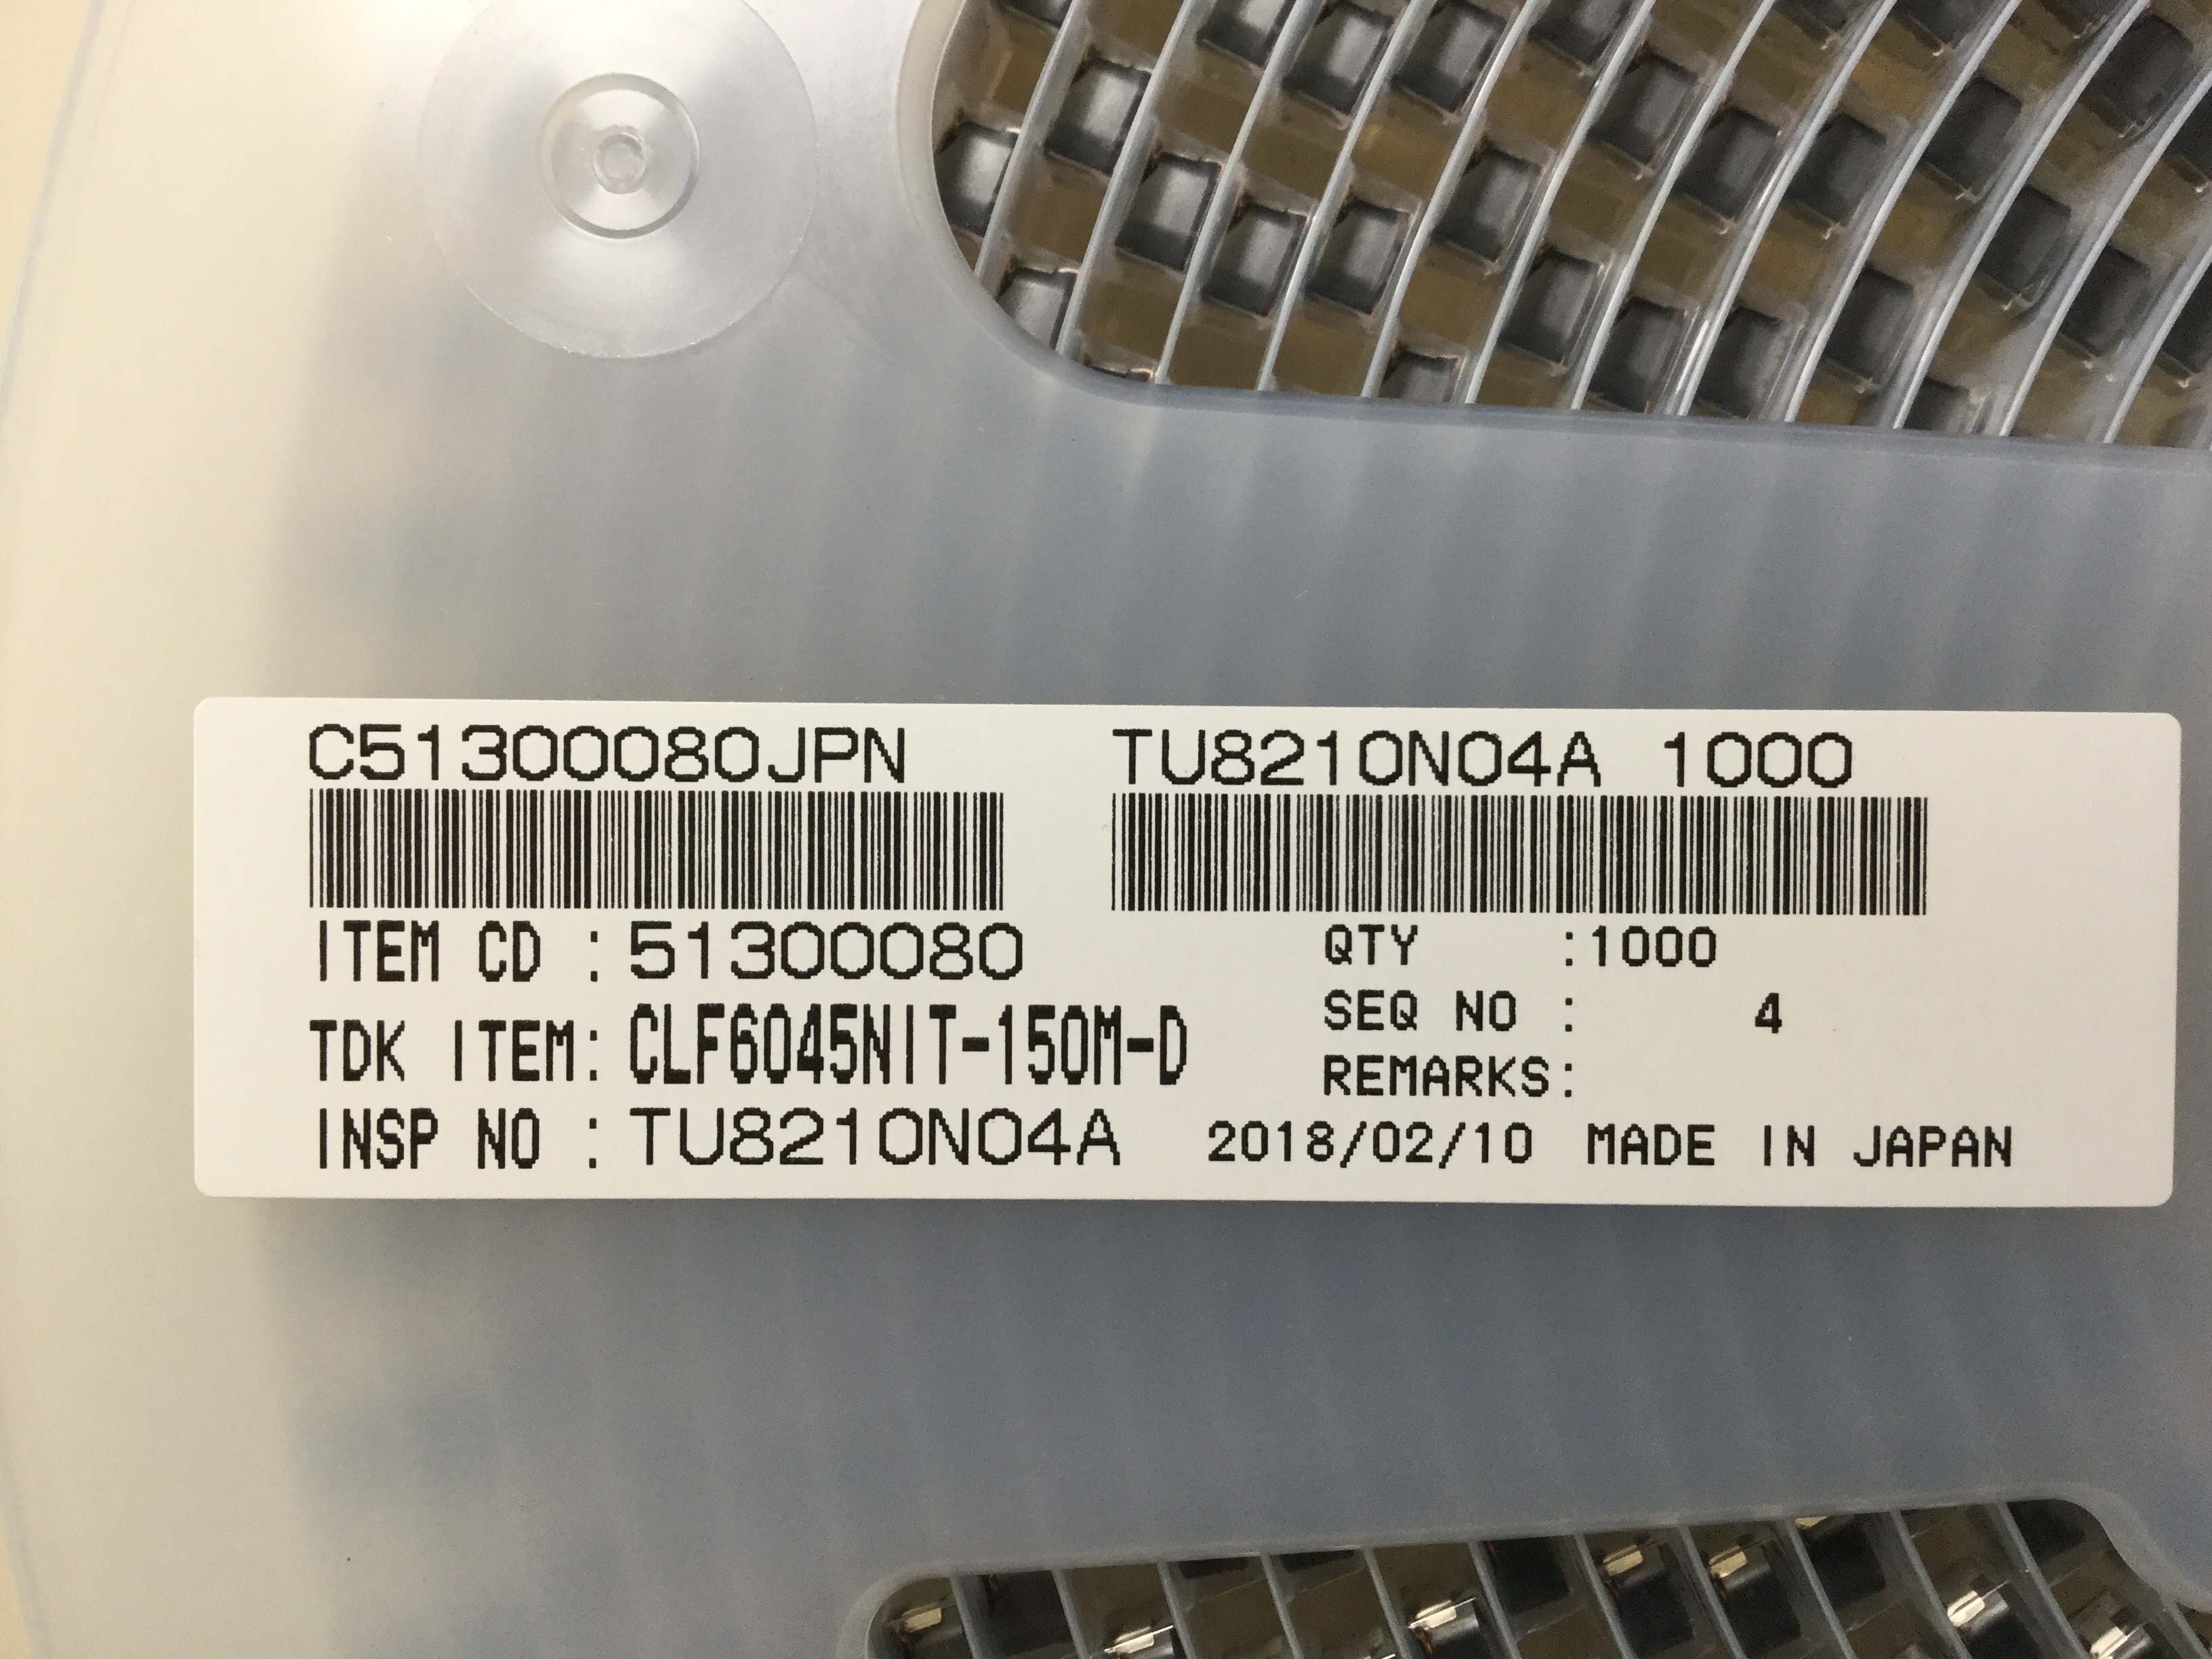 C51300080JPN TU8210N04A 1000
ITEM CD : 51300080 QTY :1000
TDK ITEM: CLF6045NIT-150M-D SEQ NO : 4
REMARKS:
INSP NO : TU8210N04A 2018/02/10 MADE IN JAPAN